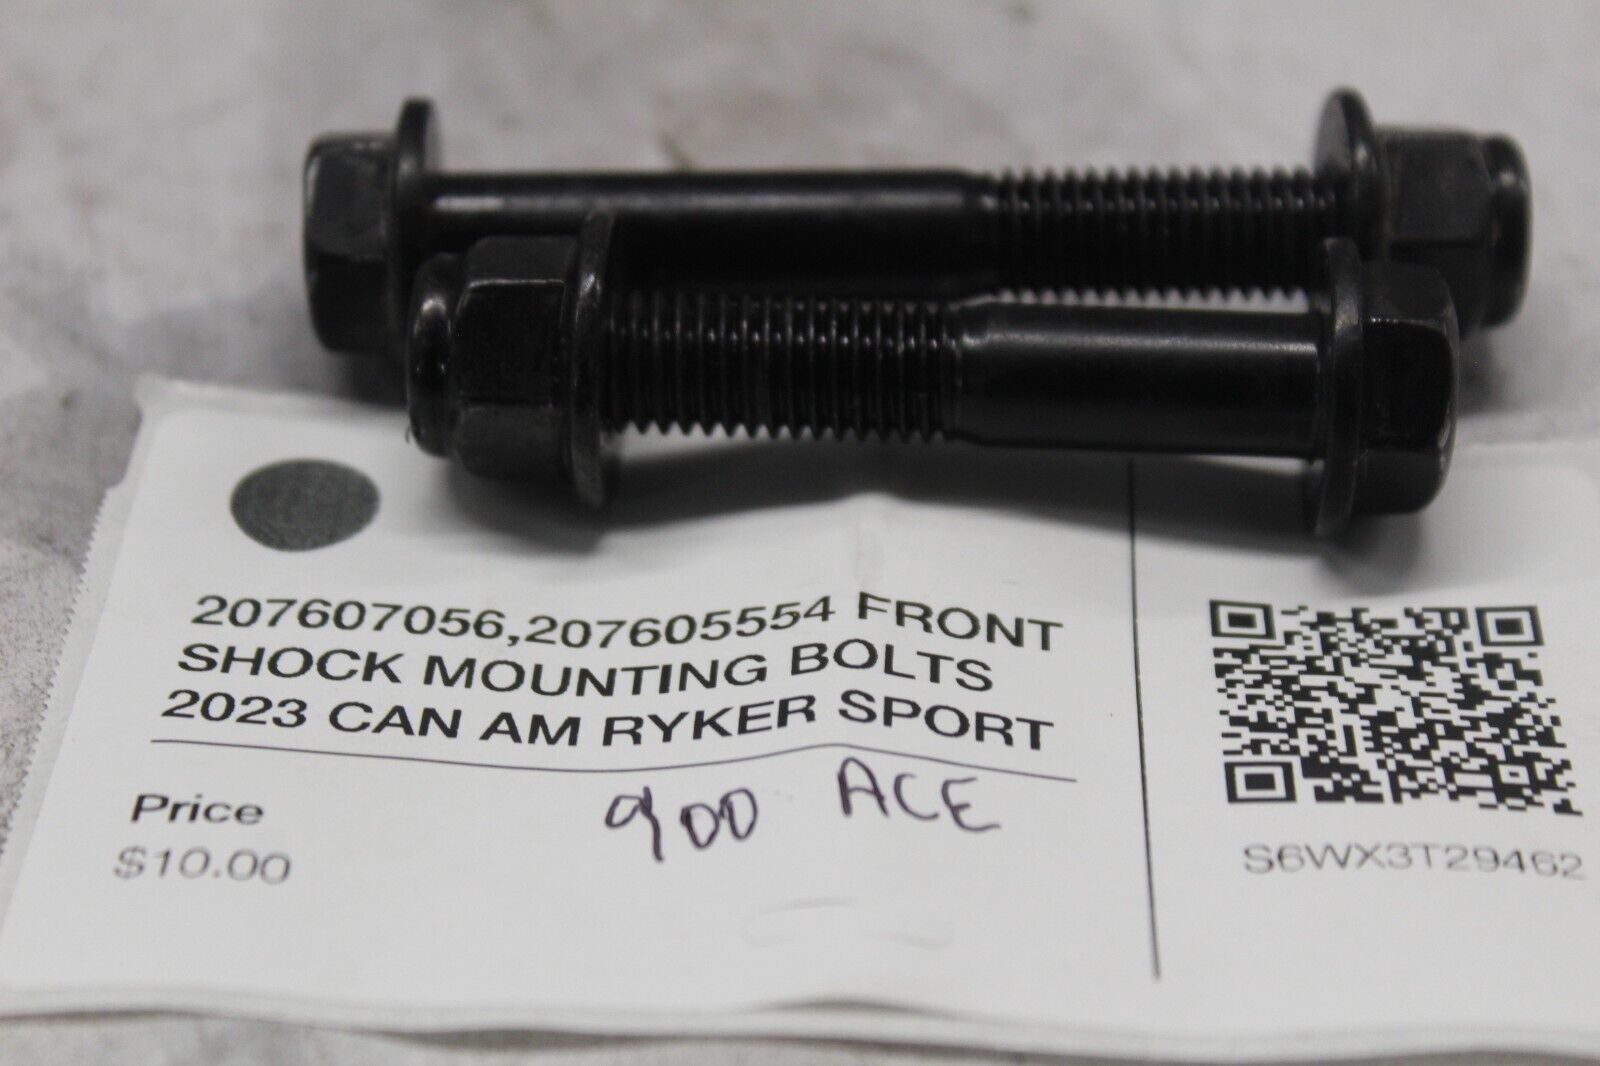 207607056,207605554 FRONT
SHOCK MOUNTING BOLTS
2023 CAN AM RYKER SPORT
900 ACE
Price
$10.00
S6WX3T29462